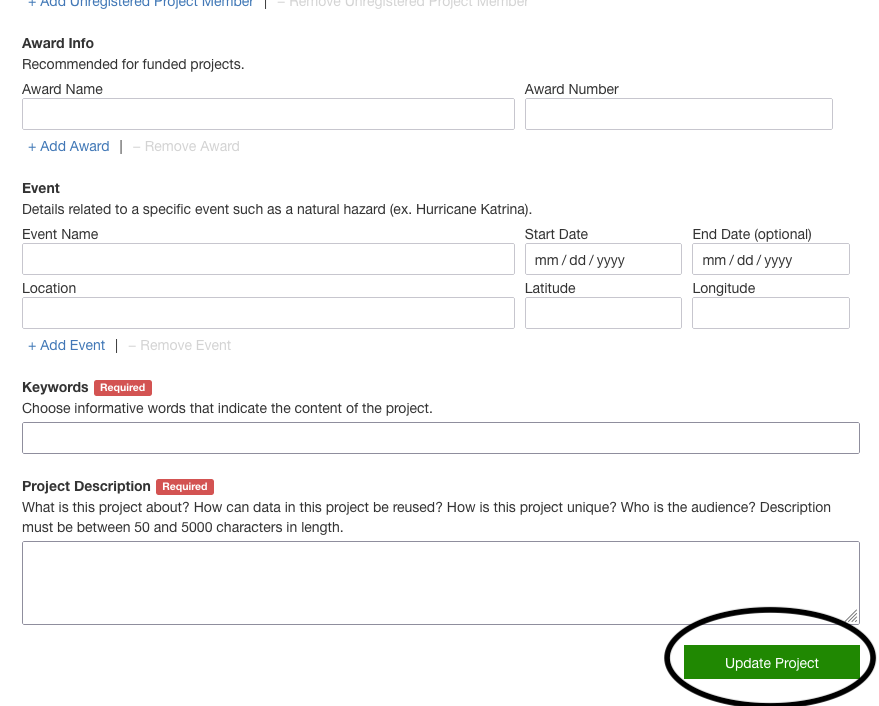 + Add Unregistered Project Member | – Remove Unregistered Project Member
Award Info
Recommended for funded projects.
Award Name Award Number
+ Add Award | – Remove Award
Event
Details related to a specific event such as a natural hazard (ex. Hurricane Katrina).
Event Name Start Date End Date (optional)
mm / dd / yyyy mm / dd / yyyy
Location Latitude Longitude
+ Add Event | – Remove Event
Keywords Required
Choose informative words that indicate the content of the project.
Project Description Required
What is this project about? How can data in this project be reused? How is this project unique? Who is the audience? Description
must be between 50 and 5000 characters in length.
Update Project